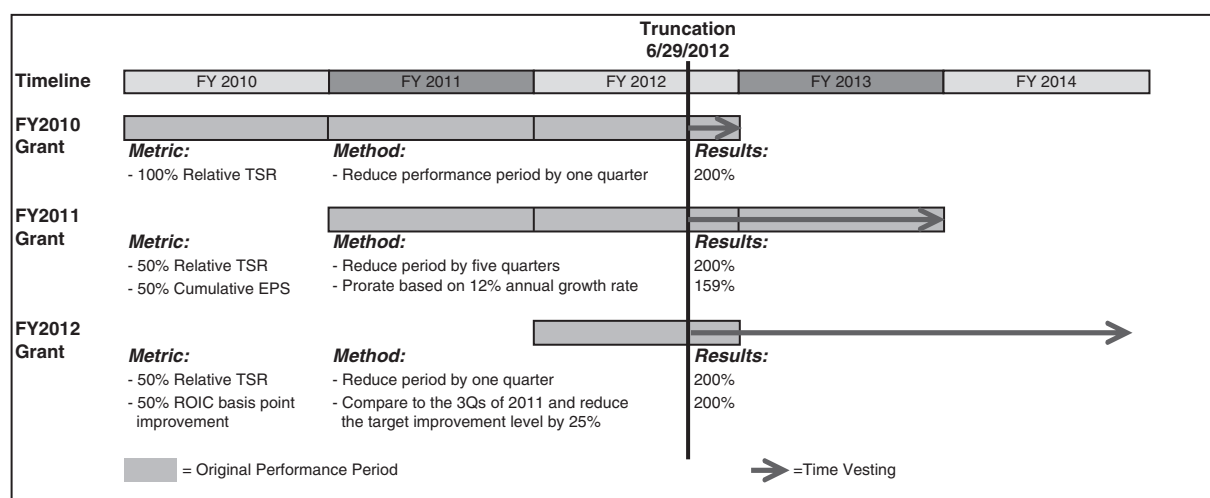 Truncation
6/29/2012
Timeline FY 2010 FY 2011 FY 2012 FY 2013 FY 2014
FY2010
Grant
Metric: Method: Results:
- 100% Relative TSR - Reduce performance period by one quarter 200%
FY2011
Grant
Metric: Method: Results:
- 50% Relative TSR - Reduce period by five quarters 200%
- 50% Cumulative EPS - Prorate based on 12% annual growth rate 159%
FY2012
Grant
Metric: Method: Results:
- 50% Relative TSR - Reduce period by one quarter 200%
- 50% ROIC basis point - Compare to the 3Qs of 2011 and reduce 200%
improvement the target improvement level by 25%
= Original Performance Period =Time Vesting